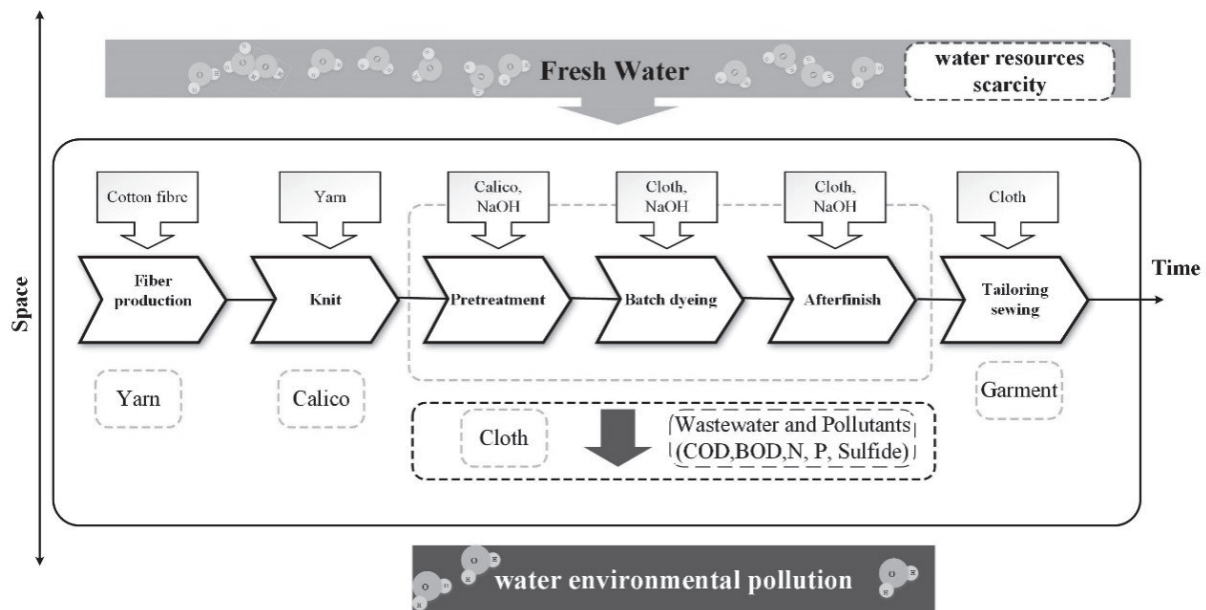 Space
Fresh Water
water resources
scarcity
Cotton fibre
Yarn
Calico,
NaOH
Cloth,
NaOH
Cloth,
NaOH
Cloth
Fiber
production
Knit
Pretreatment
Batch dyeing
Afterfinish
Tailoring
sewing
Time
Yarn
Calico
Cloth
Wastewater and Pollutants
(COD,BOD,N, P, Sulfide)
Garment
water environmental pollution